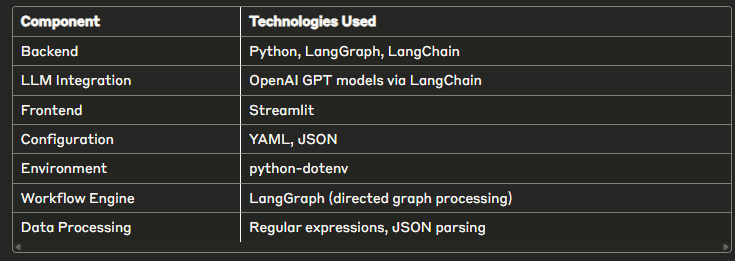 Component Technologies Used
Backend Python, LangGraph, LangChain
LLM Integration OpenAI GPT models via LangChain
Frontend Streamlit
Configuration YAML, JSON
Environment python-dotenv
Workflow Engine LangGraph (directed graph processing)
Data Processing Regular expressions, JSON parsing